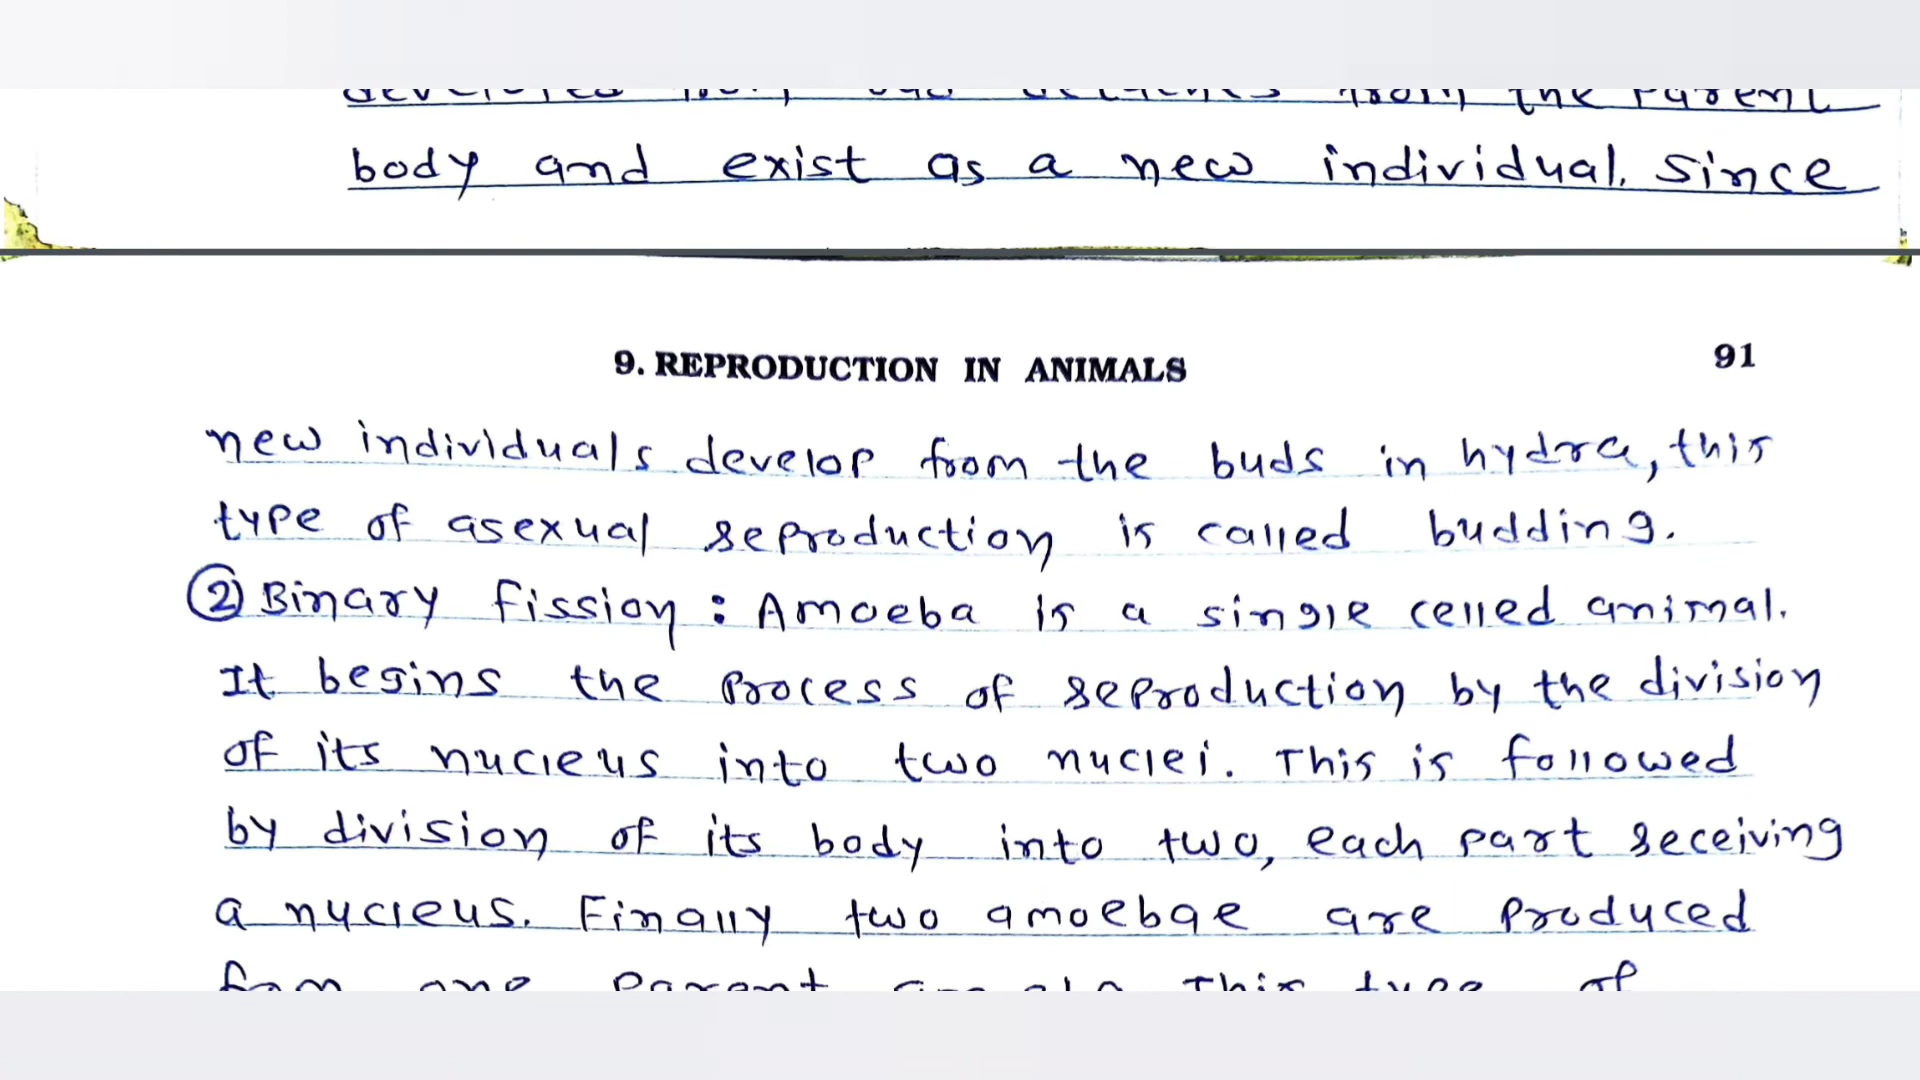 body and exist as a new individual. Since
9. REPRODUCTION IN ANIMALS
91
new individuals develop from the buds in hydra, this
type of asexual reproduction is called budding.
② Binary fission : Amoeba is a single celled animal.
It begins the process of reproduction by the division
of its nucleus into two nuclei. This is followed
by division of its body into two, each part receiving
a nucleus. Finally two amoebae are produced